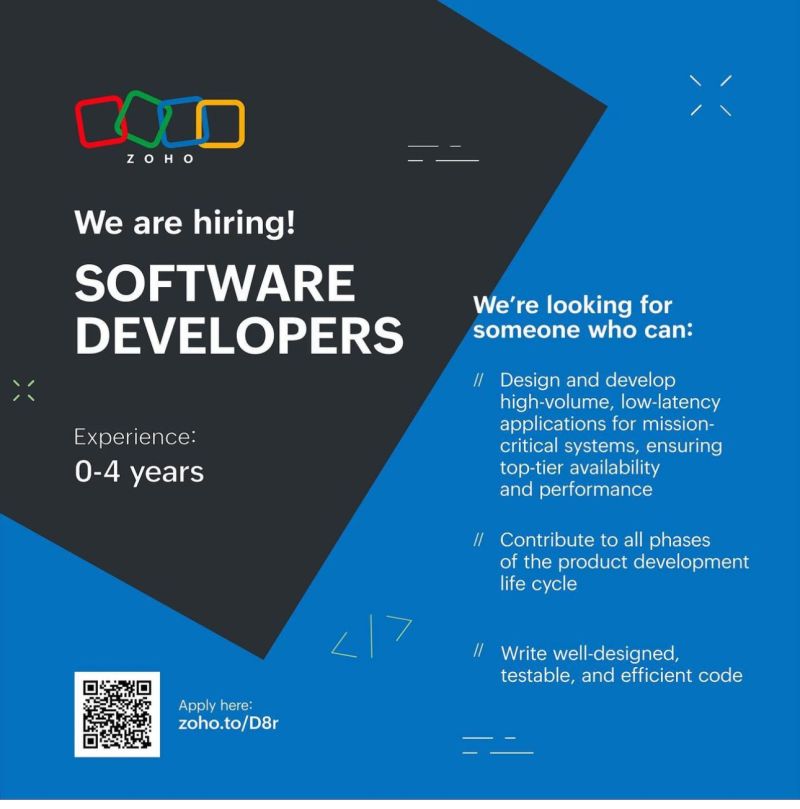 ZOHO
We are hiring!
SOFTWARE
DEVELOPERS
Experience:
0-4 years
We're looking for
someone who can:
// Design and develop
high-volume, low-latency
applications for mission-
critical systems, ensuring
top-tier availability
and performance
// Contribute to all phases
of the product development
life cycle
// Write well-designed,
testable, and efficient code
</>
Apply here:
zoho.to/D8r